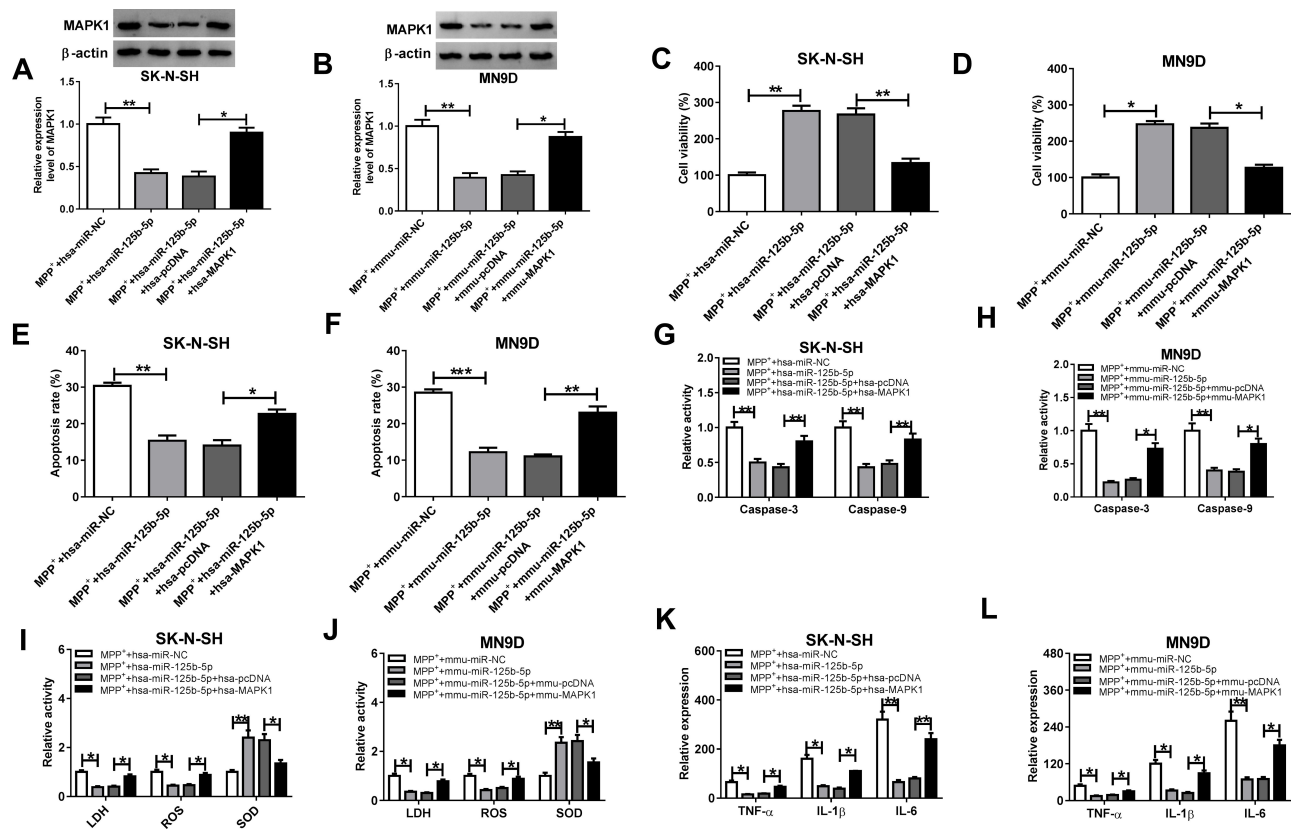 A
MAPK1
β-actin
SK-N-SH
Relative expression
level of MAPK1
1.5
1.0
0.5
0.0
**
*
MPP⁺+hsa-miR-NC
MPP⁺+hsa-miR-125b-5p
MPP⁺+hsa-miR-125b-5p
+hsa-pcDNA
MPP⁺+hsa-miR-125b-5p
+hsa-MAPK1
B
MAPK1
β-actin
MN9D
Relative expression
level of MAPK1
1.5
1.0
0.5
0.0
**
*
MPP⁺+mmu-miR-NC
MPP⁺+mmu-miR-125b-5p
MPP⁺+mmu-miR-125b-5p
+mmu-pcDNA
MPP⁺+mmu-miR-125b-5p
+mmu-MAPK1
C
SK-N-SH
Cell viability (%)
400
300
200
100
0
**
**
MPP⁺+hsa-miR-NC
MPP⁺+hsa-miR-125b-5p
MPP⁺+hsa-miR-125b-5p
+hsa-pcDNA
MPP⁺+hsa-miR-125b-5p
+hsa-MAPK1
D
MN9D
Cell viability (%)
400
300
200
100
0
*
*
MPP⁺+mmu-miR-NC
MPP⁺+mmu-miR-125b-5p
MPP⁺+mmu-miR-125b-5p
+mmu-pcDNA
MPP⁺+mmu-miR-125b-5p
+mmu-MAPK1
E
SK-N-SH
Apoptosis rate (%)
40
30
20
10
0
**
*
MPP⁺+hsa-miR-NC
MPP⁺+hsa-miR-125b-5p
MPP⁺+hsa-miR-125b-5p
+hsa-pcDNA
MPP⁺+hsa-miR-125b-5p
+hsa-MAPK1
F
MN9D
Apoptosis rate (%)
40
30
20
10
0
***
**
MPP⁺+mmu-miR-NC
MPP⁺+mmu-miR-125b-5p
MPP⁺+mmu-miR-125b-5p
+mmu-pcDNA
MPP⁺+mmu-miR-125b-5p
+mmu-MAPK1
G
SK-N-SH
MPP⁺+hsa-miR-NC
MPP⁺+hsa-miR-125b-5p
MPP⁺+hsa-miR-125b-5p+hsa-pcDNA
MPP⁺+hsa-miR-125b-5p+hsa-MAPK1
Relative activity
2.0
1.5
1.0
0.5
0.0
** ** ** **
Caspase-3 Caspase-9
H
MN9D
MPP⁺+mmu-miR-NC
MPP⁺+mmu-miR-125b-5p
MPP⁺+mmu-miR-125b-5p+mmu-pcDNA
MPP⁺+mmu-miR-125b-5p+mmu-MAPK1
Relative activity
2.0
1.5
1.0
0.5
0.0
** * ** *
Caspase-3 Caspase-9
I
SK-N-SH
MPP⁺+hsa-miR-NC
MPP⁺+hsa-miR-125b-5p
MPP⁺+hsa-miR-125b-5p+hsa-pcDNA
MPP⁺+hsa-miR-125b-5p+hsa-MAPK1
Relative activity
6
4
2
0
* * * * ** *
LDH ROS SOD
J
MN9D
MPP⁺+mmu-miR-NC
MPP⁺+mmu-miR-125b-5p
MPP⁺+mmu-miR-125b-5p+mmu-pcDNA
MPP⁺+mmu-miR-125b-5p+mmu-MAPK1
Relative activity
6
4
2
0
* * * * ** *
LDH ROS SOD
K
SK-N-SH
MPP⁺+hsa-miR-NC
MPP⁺+hsa-miR-125b-5p
MPP⁺+hsa-miR-125b-5p+hsa-pcDNA
MPP⁺+hsa-miR-125b-5p+hsa-MAPK1
Relative expression
600
400
200
0
* * * * ** **
TNF-α IL-1β IL-6
L
MN9D
MPP⁺+mmu-miR-NC
MPP⁺+mmu-miR-125b-5p
MPP⁺+mmu-miR-125b-5p+mmu-pcDNA
MPP⁺+mmu-miR-125b-5p+mmu-MAPK1
Relative expression
480
360
240
120
0
* * * * ** *
TNF-α IL-1β IL-6